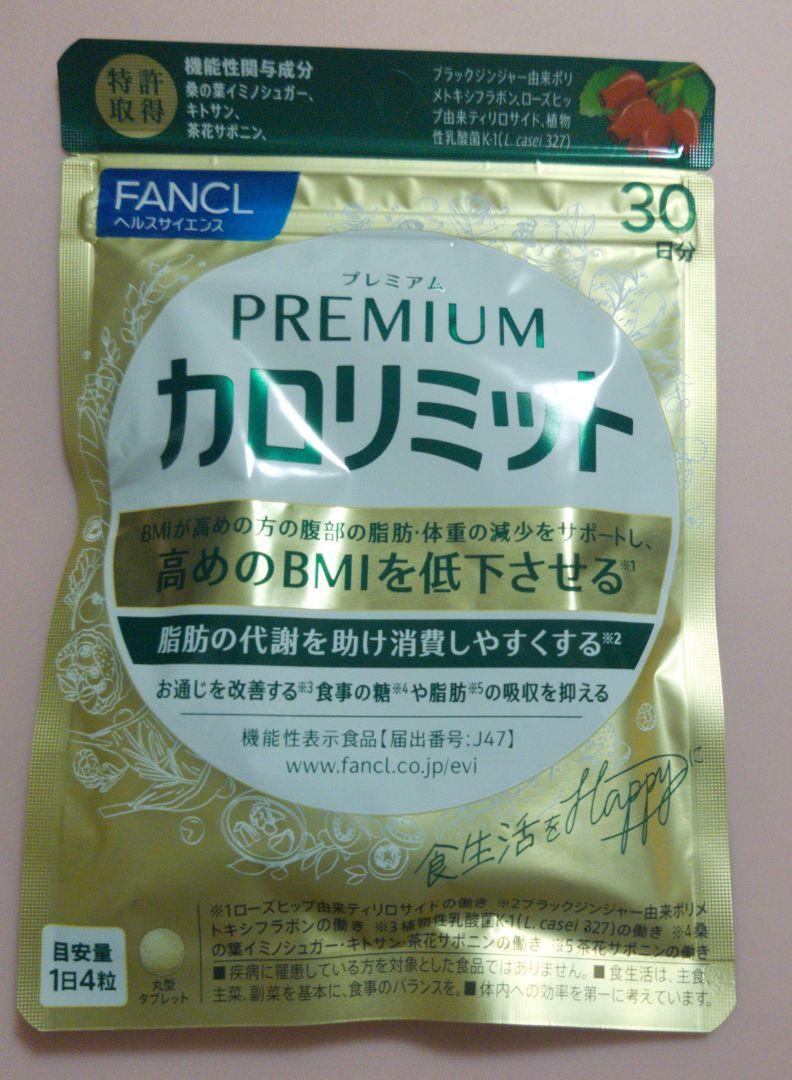 特許
取得
機能性関与成分
桑の葉イミノシュガー、
キトサン、
茶花サポニン、
ブラックジンジャー由来ポリ
メトキシフラボン、ローズヒッ
プ由来ティリロサイド、植物
性乳酸菌K-1(L. casei 327)
FANCL
ヘルスサイエンス
30
日分
プレミアム
PREMIUM
カロリミット
BMIが高めの方の腹部の脂肪・体重の減少をサポートし、
高めのBMIを低下させる※1
脂肪の代謝を助け消費しやすくする※2
お通じを改善する※3食事の糖※4や脂肪※5の吸収を抑える
機能性表示食品【届出番号:J47】
www.fancl.co.jp/evi
食生活をHappyに
※1ローズヒップ由来ティリロサイドの働き ※2ブラックジンジャー由来ポリメ
トキシフラボンの働き ※3植物性乳酸菌K-1(L. casei 327)の働き ※4桑
の葉イミノシュガー・キトサン・茶花サポニンの働き ※5茶花サポニンの働き
■疾病に罹患している方を対象とした食品ではありません。■食生活は、主食、
主菜、副菜を基本に、食事のバランスを。■体内への効率を第一に考えています。
目安量
1日4粒
丸型
タブレット